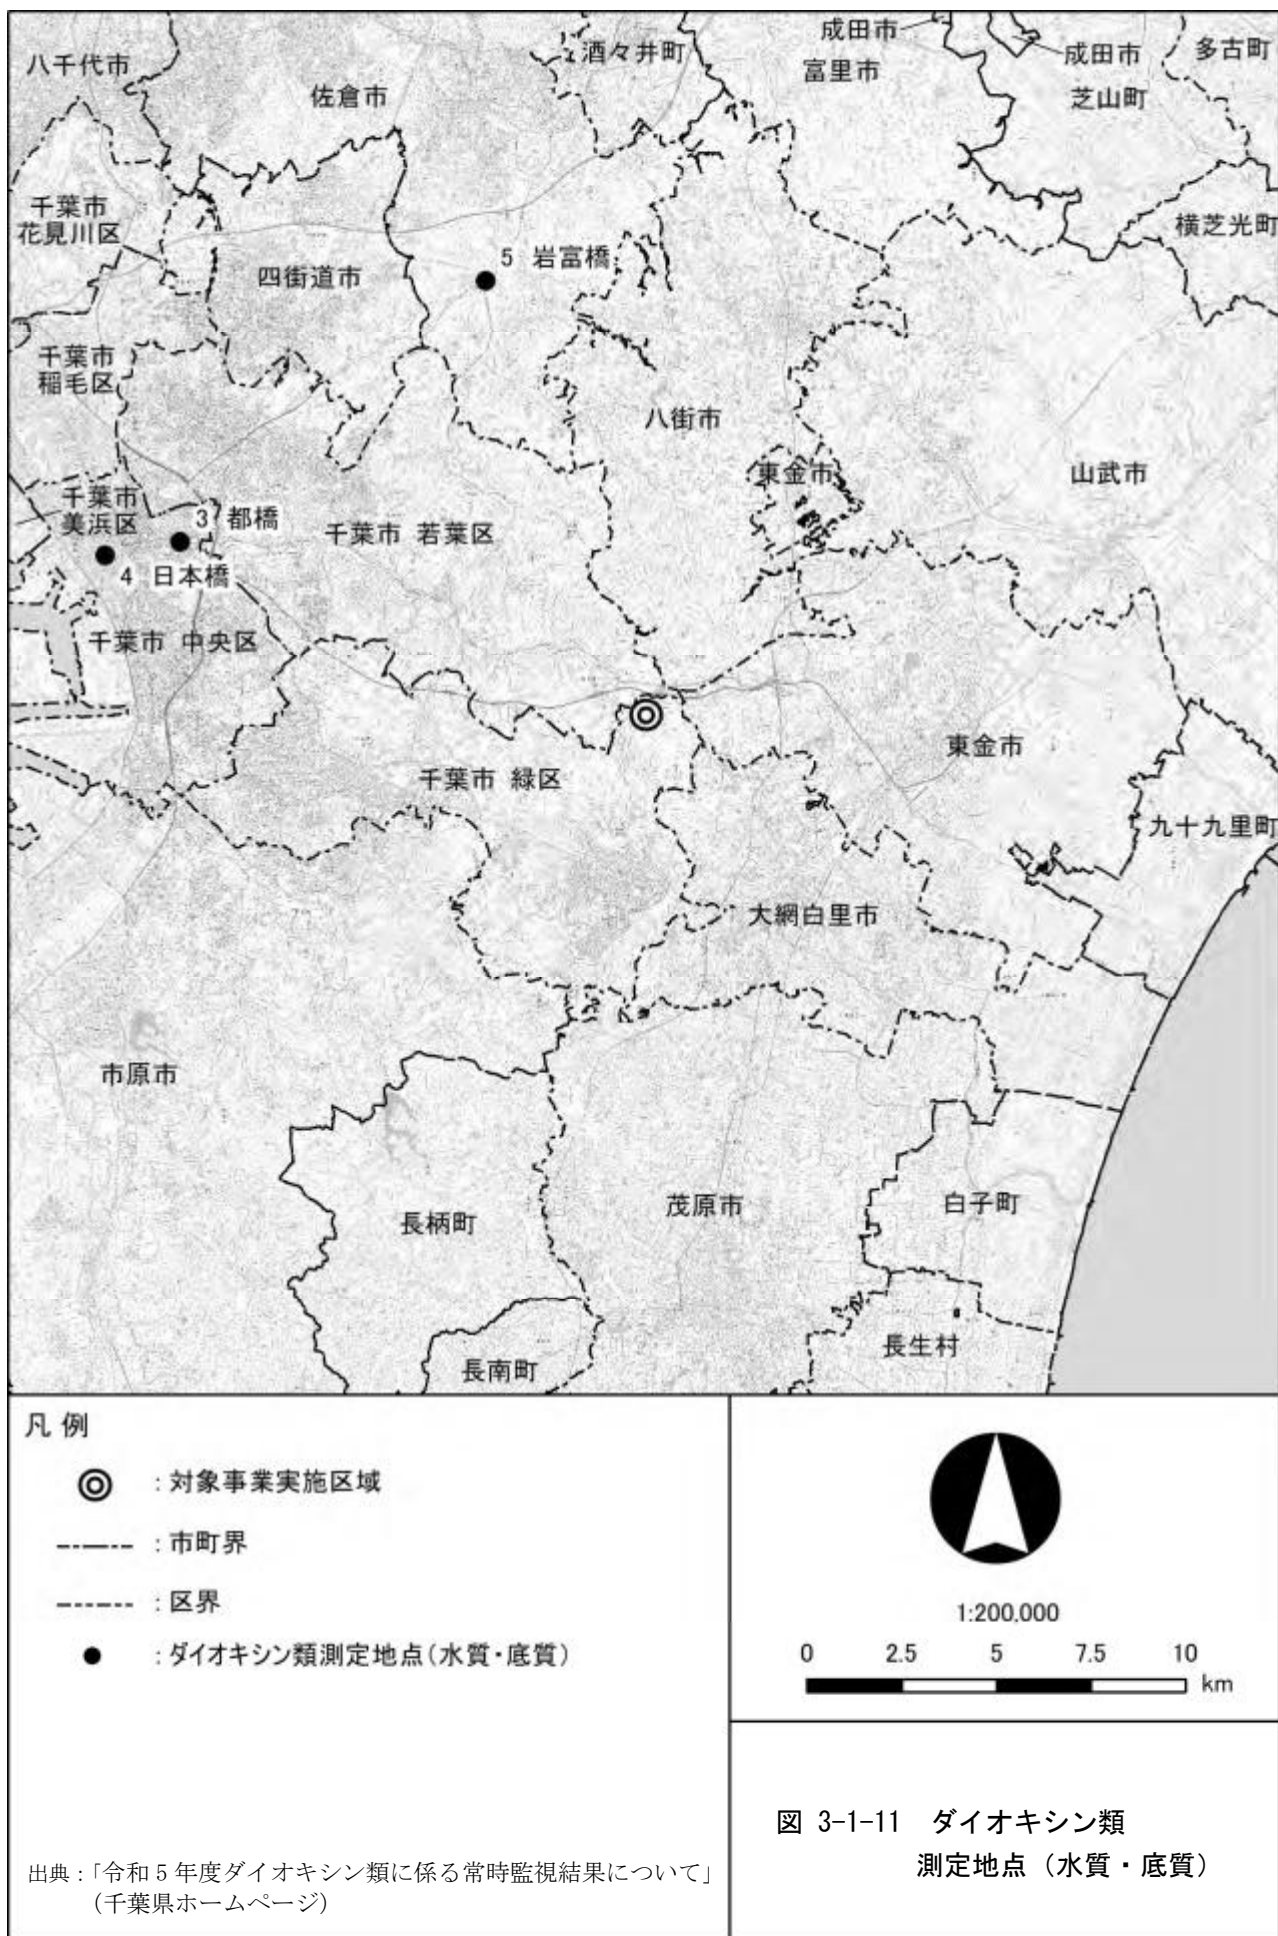 成田市
酒々井町
成田市
多古町
八千代市
富里市
佐倉市
芝山町
千葉市
花見川区
横芝光町
5 岩富橋
四街道市
千葉市
稲毛区
八街市
東金市
山武市
千葉市
美浜区
3 都橋
千葉市 若葉区
4 日本橋
千葉市 中央区
東金市
千葉市 緑区
九十九里町
大網白里市
市原市
茂原市
白子町
長柄町
長生村
長南町
凡 例
：対象事業実施区域
：市町界
：区界
：ダイオキシン類測定地点（水質・底質）
1:200,000
0 2.5 5 7.5 10
km
図 3-1-11 ダイオキシン類
測定地点（水質・底質）
出典：「令和５年度ダイオキシン類に係る常時監視結果について」
（千葉県ホームページ）